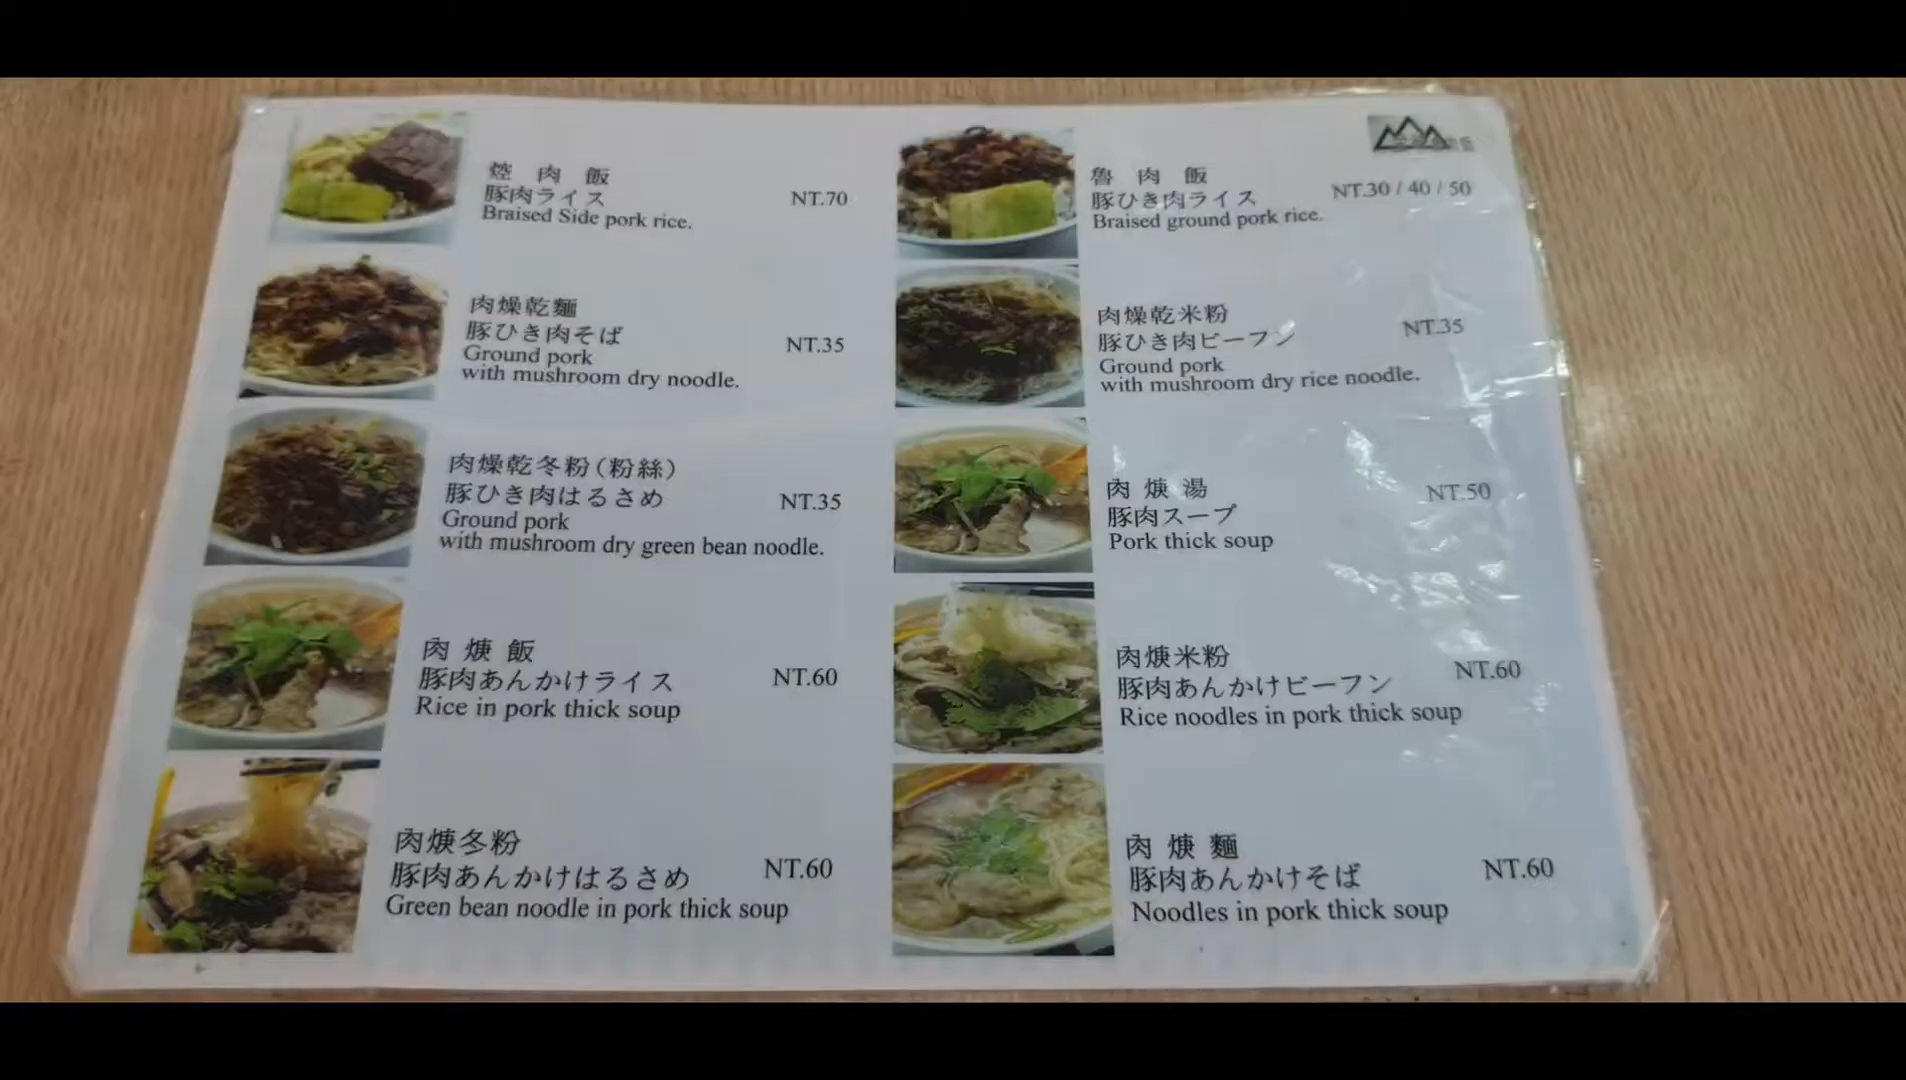 焢肉飯
豚肉ライス
Braised Side pork rice.
NT.70
魯肉飯
豚ひき肉ライス
Braised ground pork rice.
NT.30 / 40 / 50
肉燥乾麵
豚ひき肉そば
Ground pork
with mushroom dry noodle.
NT.35
肉燥乾米粉
豚ひき肉ビーフン
Ground pork
with mushroom dry rice noodle.
NT.35
肉燥乾冬粉(粉絲)
豚ひき肉はるさめ
Ground pork
with mushroom dry green bean noodle.
NT.35
肉焿湯
豚肉スープ
Pork thick soup
NT.50
肉焿飯
豚肉あんかけライス
Rice in pork thick soup
NT.60
肉焿米粉
豚肉あんかけビーフン
Rice noodles in pork thick soup
NT.60
肉焿冬粉
豚肉あんかけはるさめ
Green bean noodle in pork thick soup
NT.60
肉焿麵
豚肉あんかけそば
Noodles in pork thick soup
NT.60